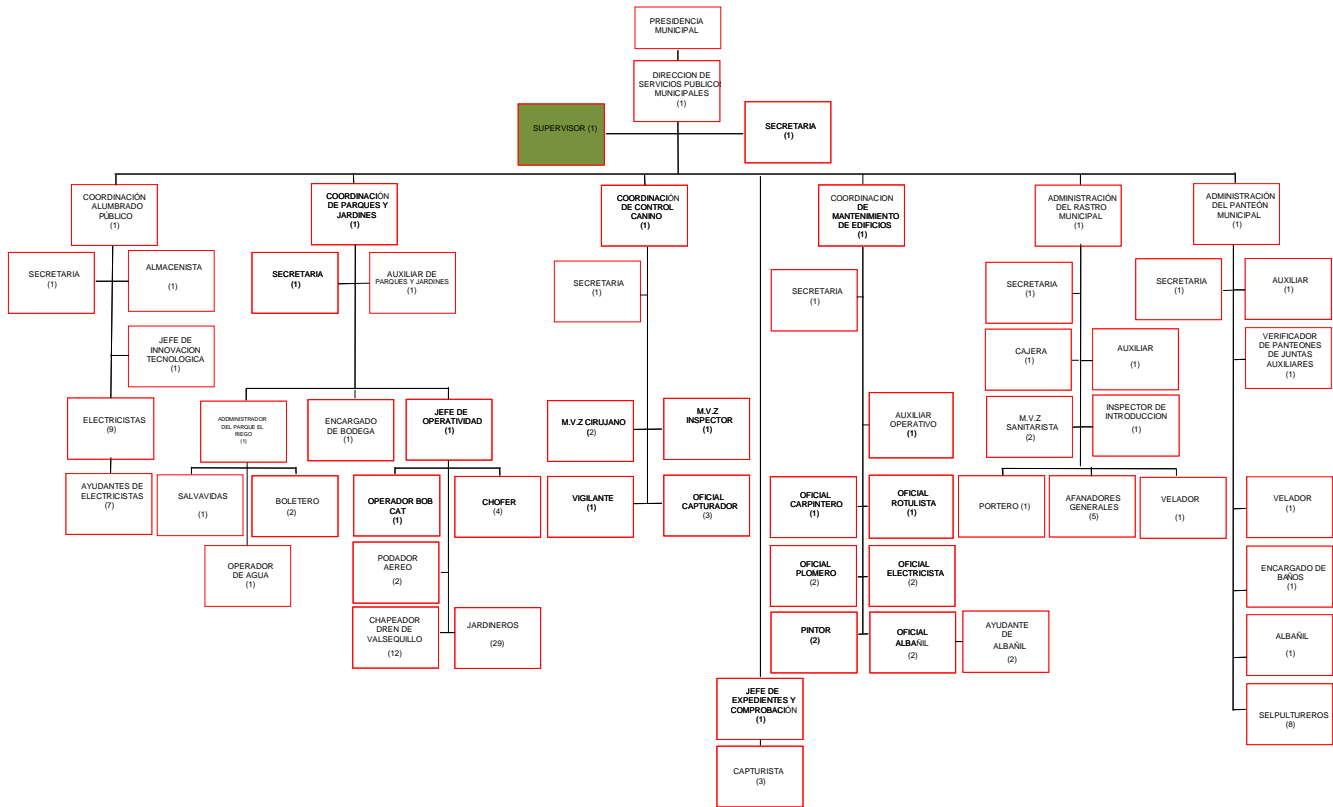 PRESIDENCIA
MUNICIPAL
DIRECCION DE
SERVICIOS PUBLICOS
MUNICIPALES
(1)
SUPERVISOR (1)
SECRETARIA
(1)
COORDINACIÓN
ALUMBRADO
PÚBLICO
(1)
SECRETARIA
(1)
ALMACENISTA
(1)
JEFE DE
INNOVACION
TECNOLOGICA
(1)
ELECTRICISTAS
(9)
AYUDANTES DE
ELECTRICISTAS
(7)
COORDINACIÓN
DE PARQUES Y
JARDINES
(1)
SECRETARIA
(1)
AUXILIAR DE
PARQUES Y JARDINES
(1)
ADDMINISTRADOR
DEL PARQUE EL
RIEGO
(1)
ENCARGADO
DE BODEGA
(1)
JEFE DE
OPERATIVIDAD
(1)
SALVAVIDAS
(1)
BOLETERO
(2)
OPERADOR
DE AGUA
(1)
OPERADOR BOB
CAT
(1)
CHOFER
(4)
PODADOR
AEREO
(2)
CHAPEADOR
DREN DE
VALSEQUILLO
(12)
JARDINEROS
(29)
COORDINACIÓN
DE CONTROL
CANINO
(1)
SECRETARIA
(1)
M.V.Z CIRUJANO
(2)
M.V.Z
INSPECTOR
(1)
VIGILANTE
(1)
OFICIAL
CAPTURADOR
(3)
JEFE DE
EXPEDIENTES Y
COMPROBACIÓN
(1)
CAPTURISTA
(3)
COORDINACION
DE
MANTENIMIENTO
DE EDIFICIOS
(1)
SECRETARIA
(1)
AUXILIAR
OPERATIVO
(1)
OFICIAL
CARPINTERO
(1)
OFICIAL
ROTULISTA
(1)
OFICIAL
PLOMERO
(2)
OFICIAL
ELECTRICISTA
(2)
PINTOR
(2)
OFICIAL
ALBAÑIL
(2)
AYUDANTE
DE
ALBAÑIL
(2)
ADMINISTRACIÓN
DEL RASTRO
MUNICIPAL
(1)
SECRETARIA
(1)
CAJERA
(1)
AUXILIAR
(1)
M.V.Z
SANITARISTA
(2)
INSPECTOR DE
INTRODUCCION
(1)
PORTERO (1)
AFANADORES
GENERALES
(5)
VELADOR
(1)
ADMINISTRACIÓN
DEL PANTEÓN
MUNICIPAL
(1)
SECRETARIA
(1)
AUXILIAR
(1)
VERIFICADOR
DE PANTEONES
DE JUNTAS
AUXILIARES
(1)
VELADOR
(1)
ENCARGADO DE
BAÑOS
(1)
ALBAÑIL
(1)
SELPULTUREROS
(8)